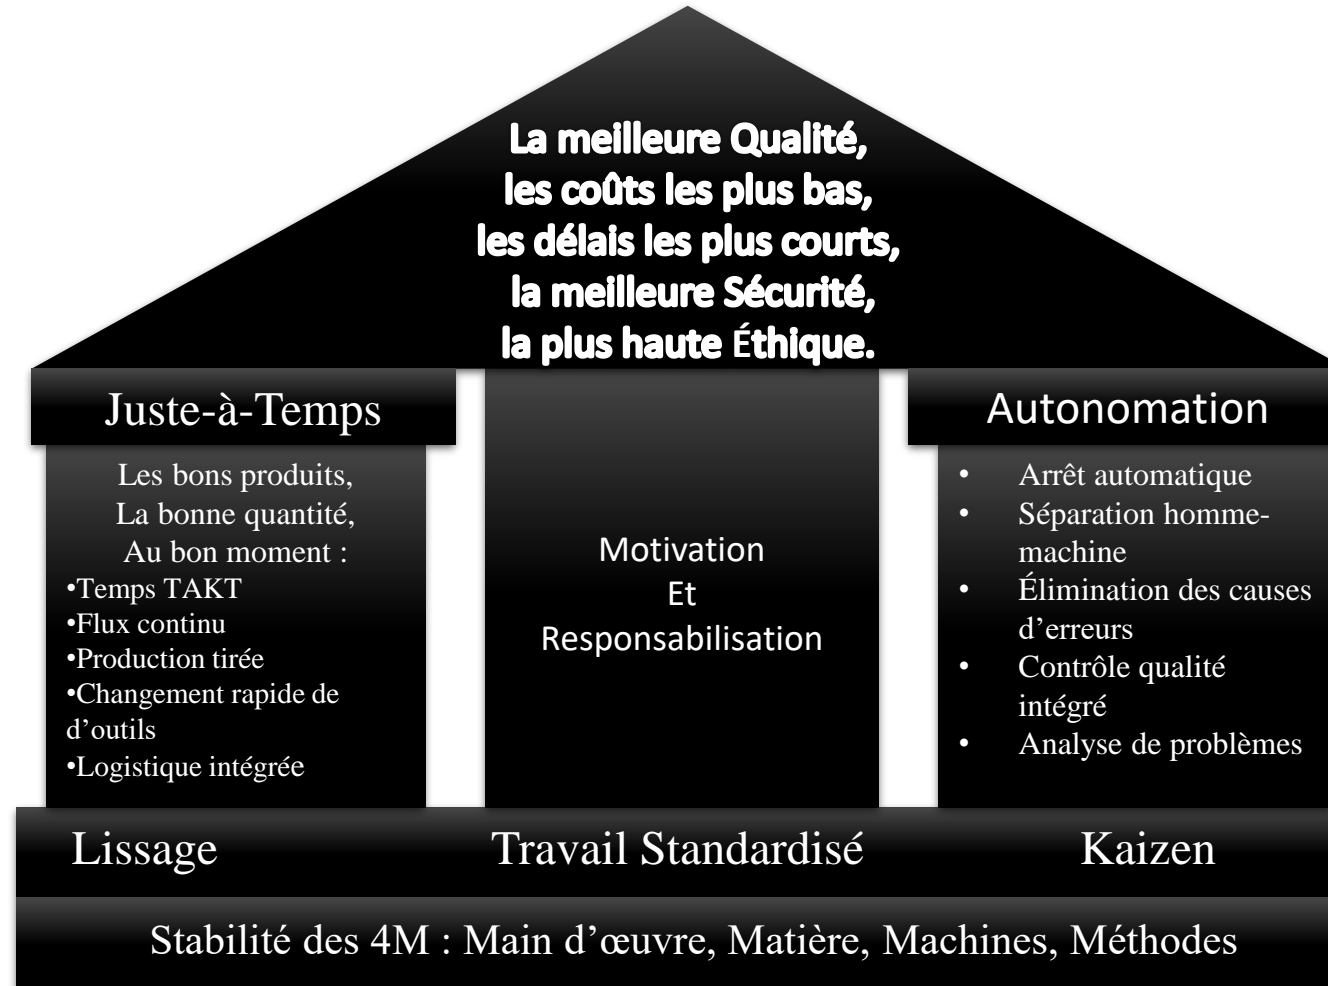 La meilleure Qualité,
les coûts les plus bas,
les délais les plus courts,
la meilleure Sécurité,
la plus haute Éthique.
Juste-à-Temps
Les bons produits,
La bonne quantité,
Au bon moment :
•Temps TAKT
•Flux continu
•Production tirée
•Changement rapide de
d’outils
•Logistique intégrée
Motivation
Et
Responsabilisation
Autonomation
• Arrêt automatique
• Séparation homme-
machine
• Élimination des causes
d’erreurs
• Contrôle qualité
intégré
• Analyse de problèmes
Lissage Travail Standardisé Kaizen
Stabilité des 4M : Main d’œuvre, Matière, Machines, Méthodes